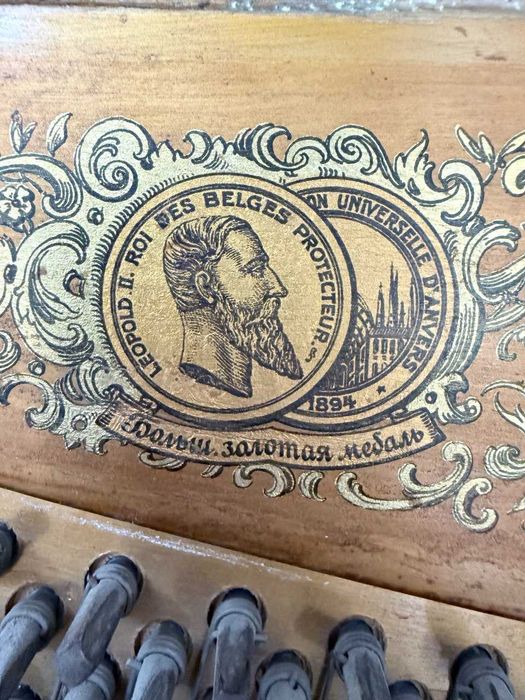 LEOPOLD. II. ROI DES BELGES PROTECTEUR.
ON UNIVERSELLE D'ANVERS
1894
Больш. золотая медаль